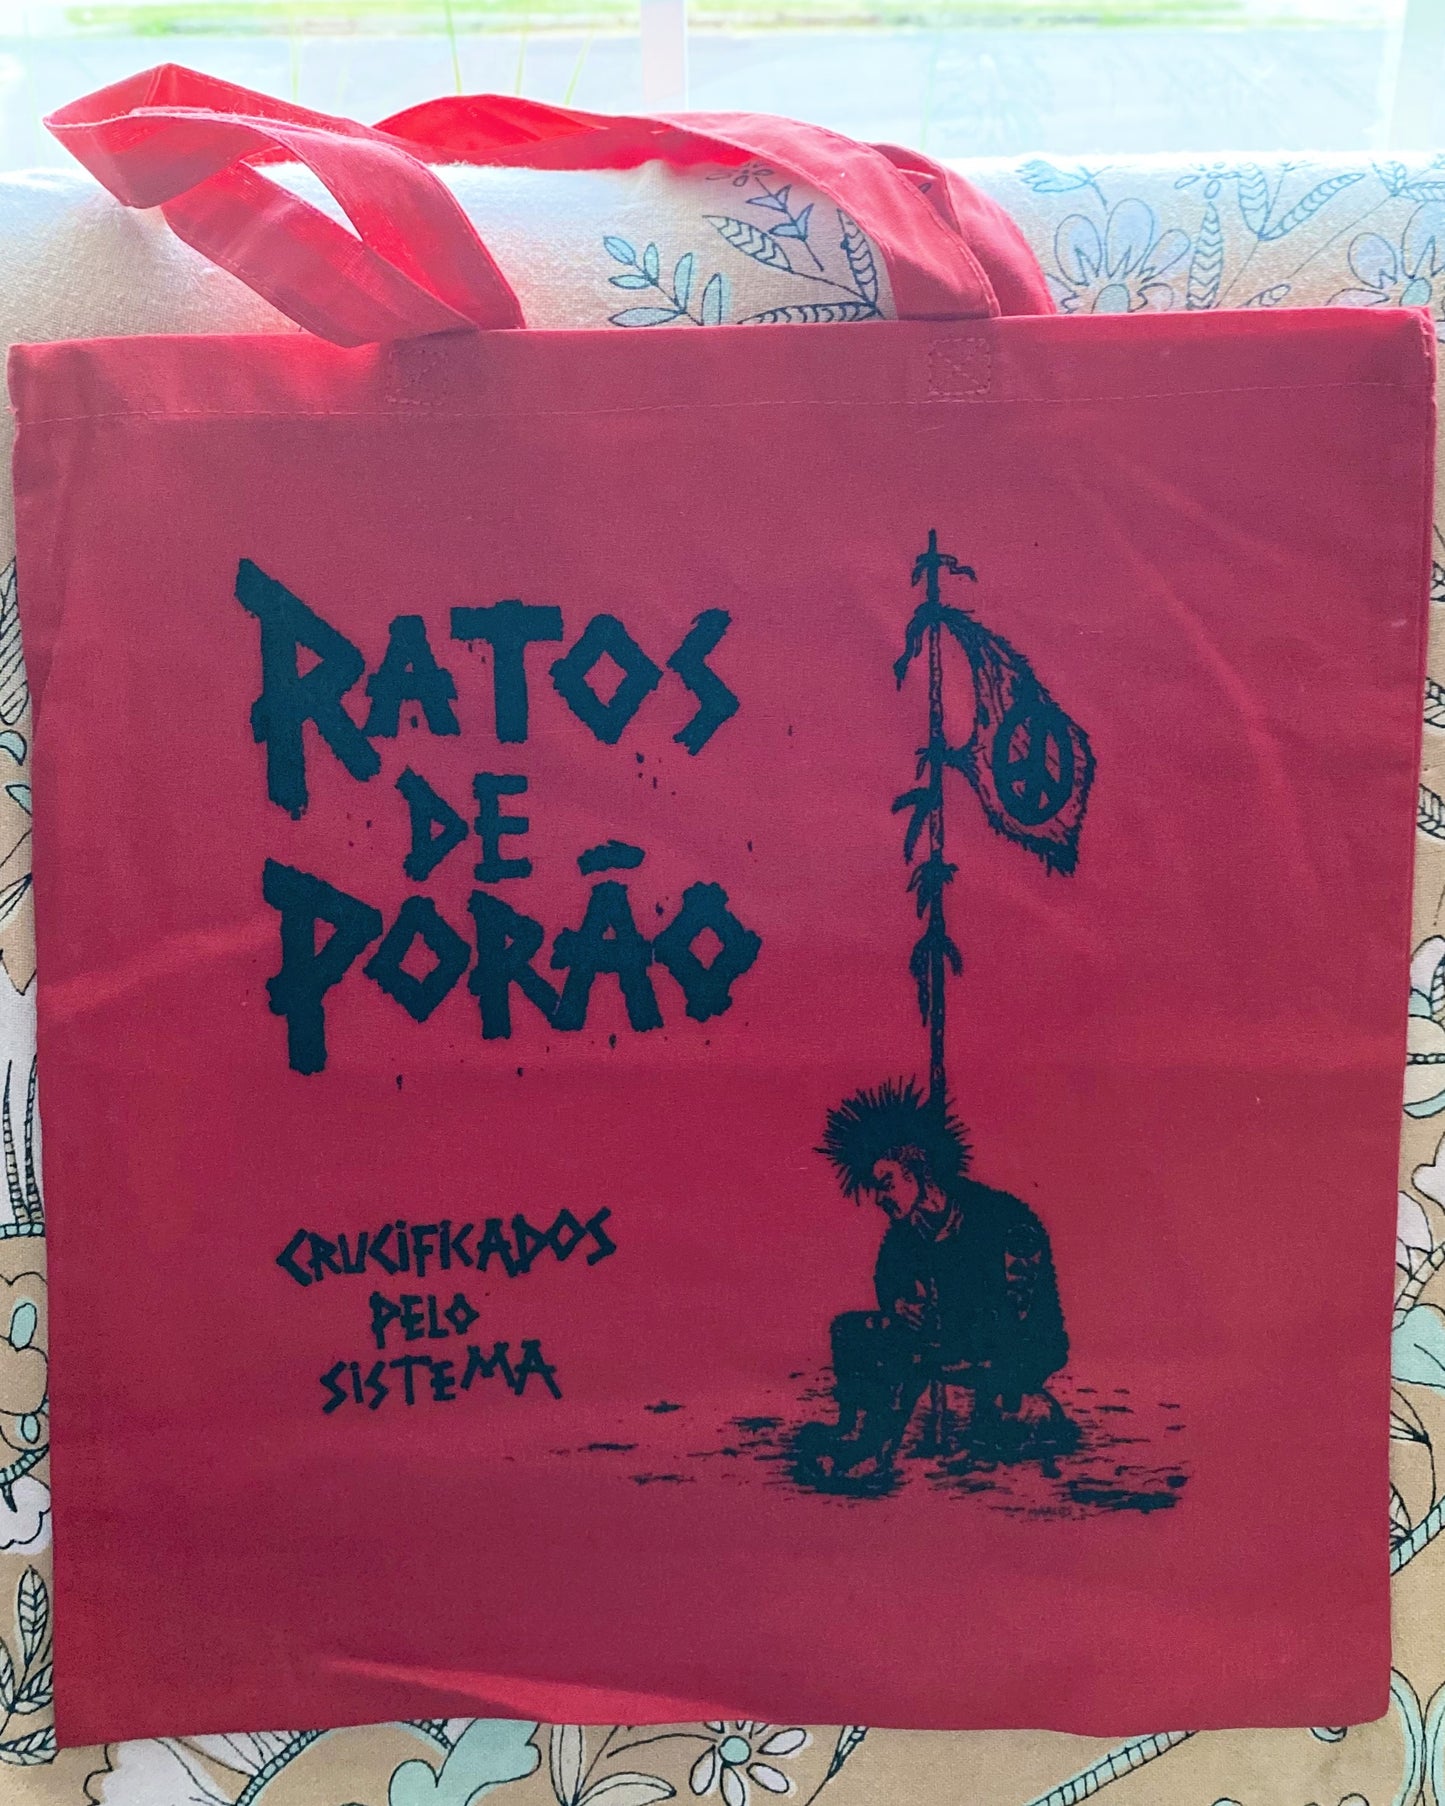 RATOS
DE
PORÃO
CRUCiFiCADOS
PELO
SiSTEMA